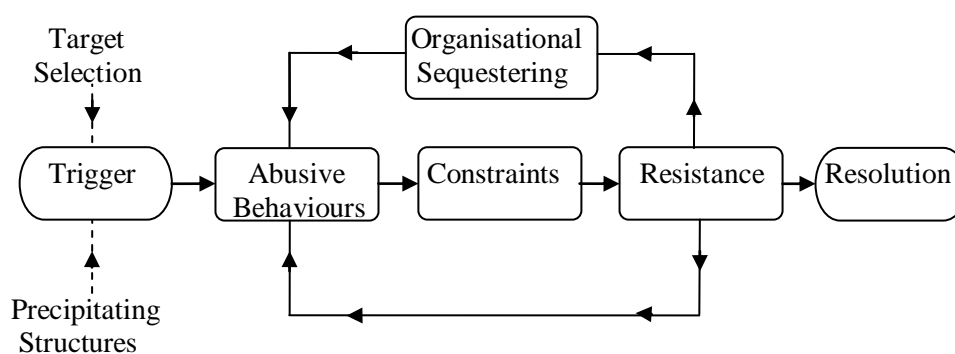 Target
Selection
Organisational
Sequestering
Trigger
Abusive
Behaviours
Constraints
Resistance
Resolution
Precipitating
Structures